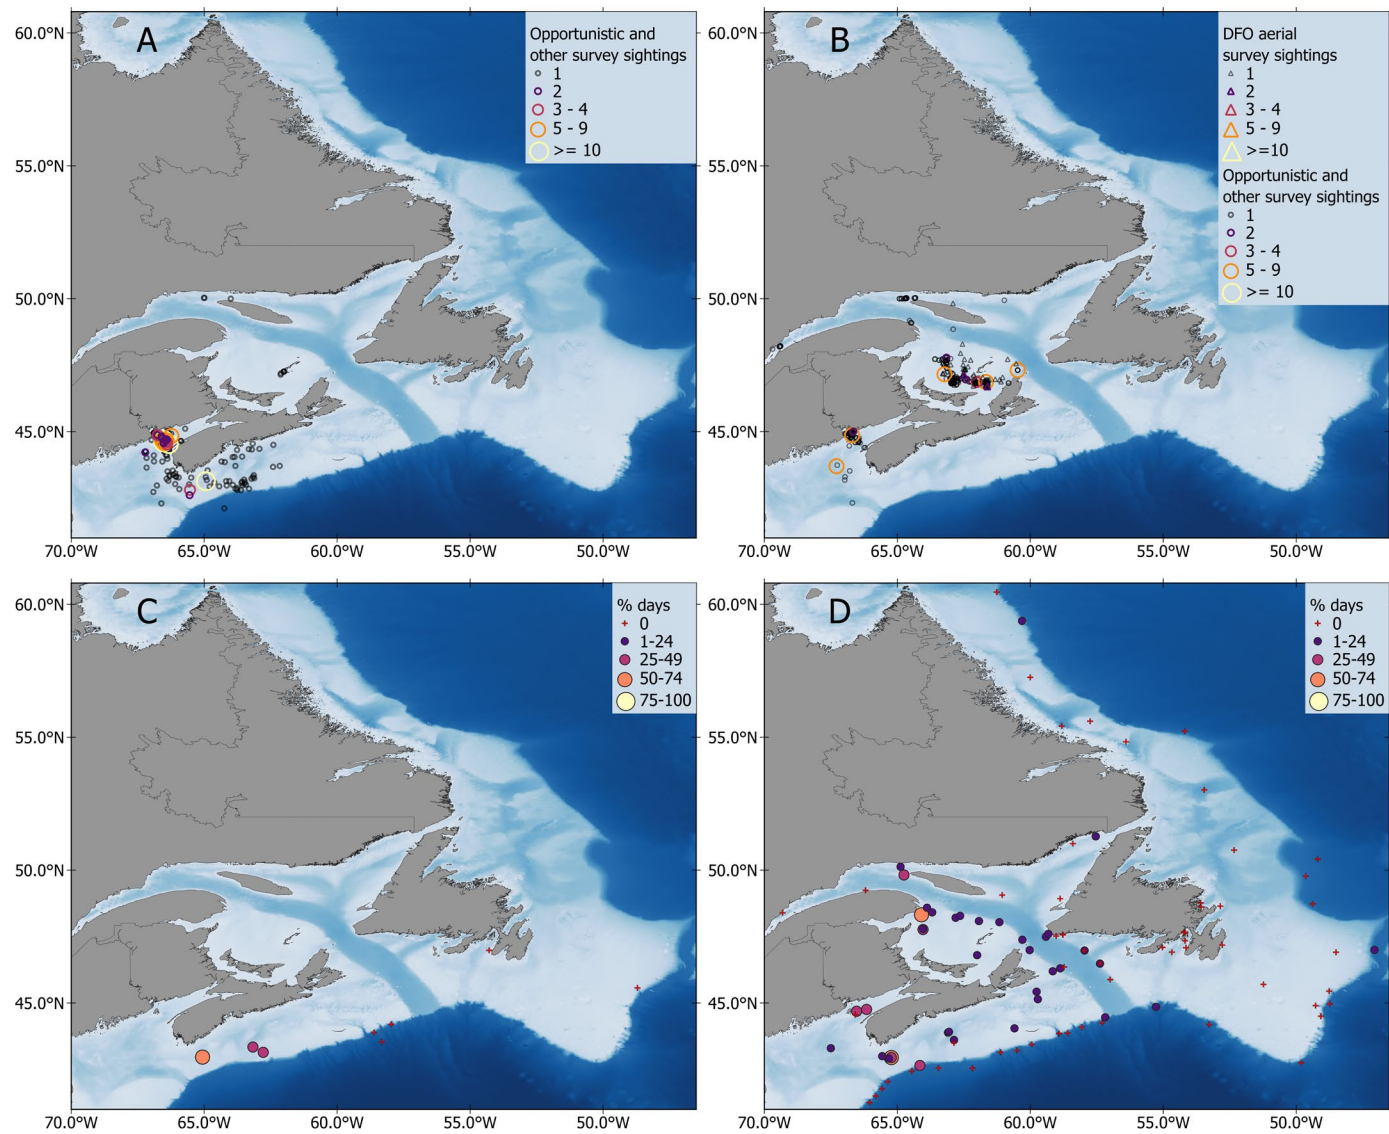 A
60.0°N
55.0°N
50.0°N
45.0°N
70.0°W
65.0°W
60.0°W
55.0°W
50.0°W
Opportunistic and
other survey sightings
1
2
3 - 4
5 - 9
>= 10
B
60.0°N
55.0°N
50.0°N
45.0°N
70.0°W
65.0°W
60.0°W
55.0°W
50.0°W
DFO aerial
survey sightings
1
2
3 - 4
5 - 9
>=10
Opportunistic and
other survey sightings
1
2
3 - 4
5 - 9
>= 10
C
60.0°N
55.0°N
50.0°N
45.0°N
70.0°W
65.0°W
60.0°W
55.0°W
50.0°W
% days
0
1-24
25-49
50-74
75-100
D
60.0°N
55.0°N
50.0°N
45.0°N
70.0°W
65.0°W
60.0°W
55.0°W
50.0°W
% days
0
1-24
25-49
50-74
75-100